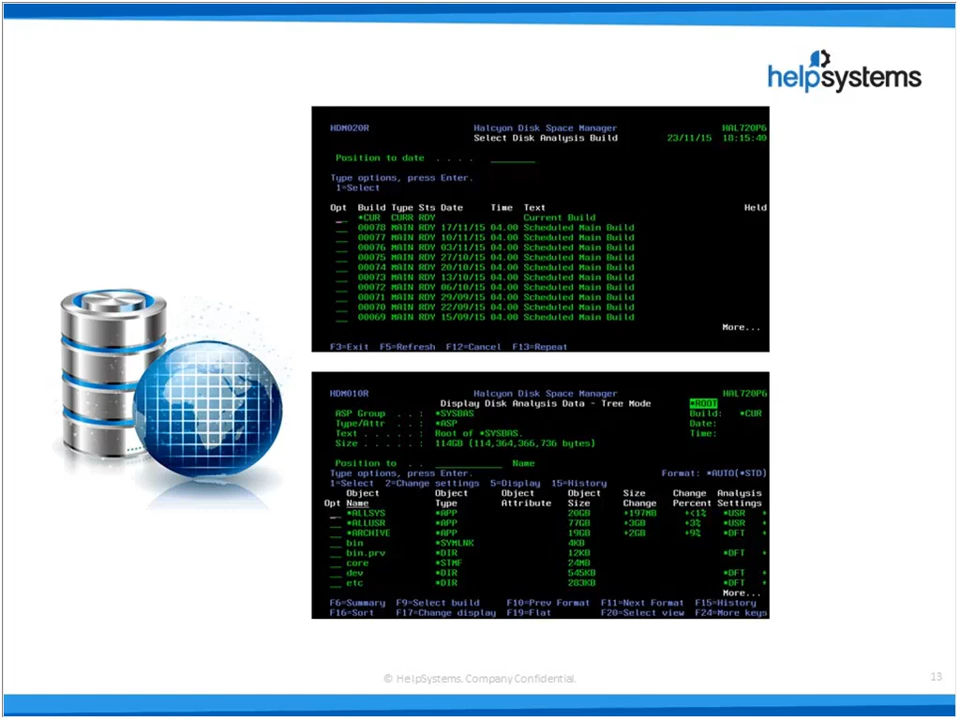 helpsystems
HDM020R Halcyon Disk Space Manager HAL720P6
Select Disk Analysis Build 23/11/15 18:15:40
Position to date . . . .
Type options, press Enter.
1=Select
Opt Build Type Sts Date Time Text Held
*CUR CURR RDY Current Build
00078 MAIN RDY 17/11/15 04.00 Scheduled Main Build
00077 MAIN RDY 10/11/15 04.00 Scheduled Main Build
00076 MAIN RDY 03/11/15 04.00 Scheduled Main Build
00075 MAIN RDY 27/10/15 04.00 Scheduled Main Build
00074 MAIN RDY 20/10/15 04.00 Scheduled Main Build
00073 MAIN RDY 13/10/15 04.00 Scheduled Main Build
00072 MAIN RDY 06/10/15 04.00 Scheduled Main Build
00071 MAIN RDY 29/09/15 04.00 Scheduled Main Build
00070 MAIN RDY 22/09/15 04.00 Scheduled Main Build
00069 MAIN RDY 15/09/15 04.00 Scheduled Main Build
More...
F3=Exit F5=Refresh F12=Cancel F13=Repeat
HDM010R Halcyon Disk Space Manager HAL720P6
Display Disk Analysis Data - Tree Mode *ROOT
ASP Group . . : *SYSBAS Build: *CUR
Type/Attr . . : *ASP Date:
Text . . . . . : Root of *SYSBAS. Time:
Size . . . . . : 114GB (114,364,366,736 bytes)
Position to . . Name
Type options, press Enter. Format: *AUTO(*STD)
1=Select 2=Change settings 5=Display 15=History
Object Object Object Object Size Change Analysis
Opt Name Type Attribute Size Change Percent Settings
*ALLSYS *APP 20GB +197MB +<1% *USR +
*ALLUSR *APP 77GB +3GB +3% *USR +
*ARCHIVE *APP 19GB +2GB +9% *DFT +
bin *SYMLNK 4KB
bin.prv *DIR 12KB *DFT +
core *STMF 24MB
dev *DIR 545KB *DFT +
etc *DIR 283KB *DFT +
More...
F6=Summary F9=Select build F10=Prev Format F11=Next Format F15=History
F16=Sort F17=Change display F19=Flat F20=Select view F24=More keys
© HelpSystems. Company Confidential.
13